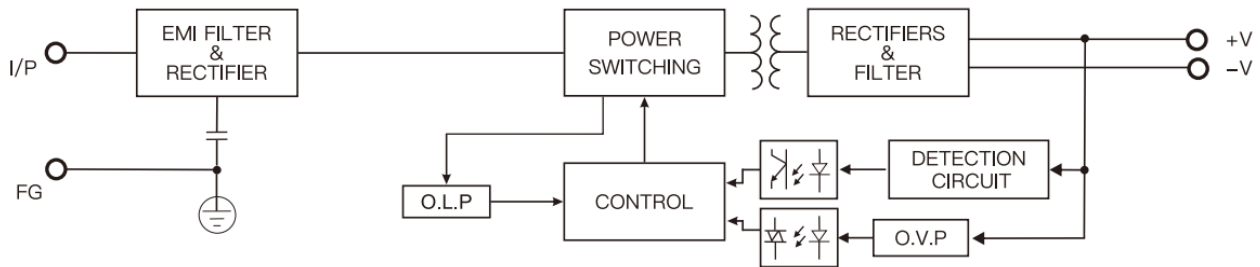 EMI FILTER
&
RECTIFIER
POWER
SWITCHING
RECTIFIERS
&
FILTER
+V
-V
I/P
FG
O.L.P
CONTROL
DETECTION
CIRCUIT
O.V.P